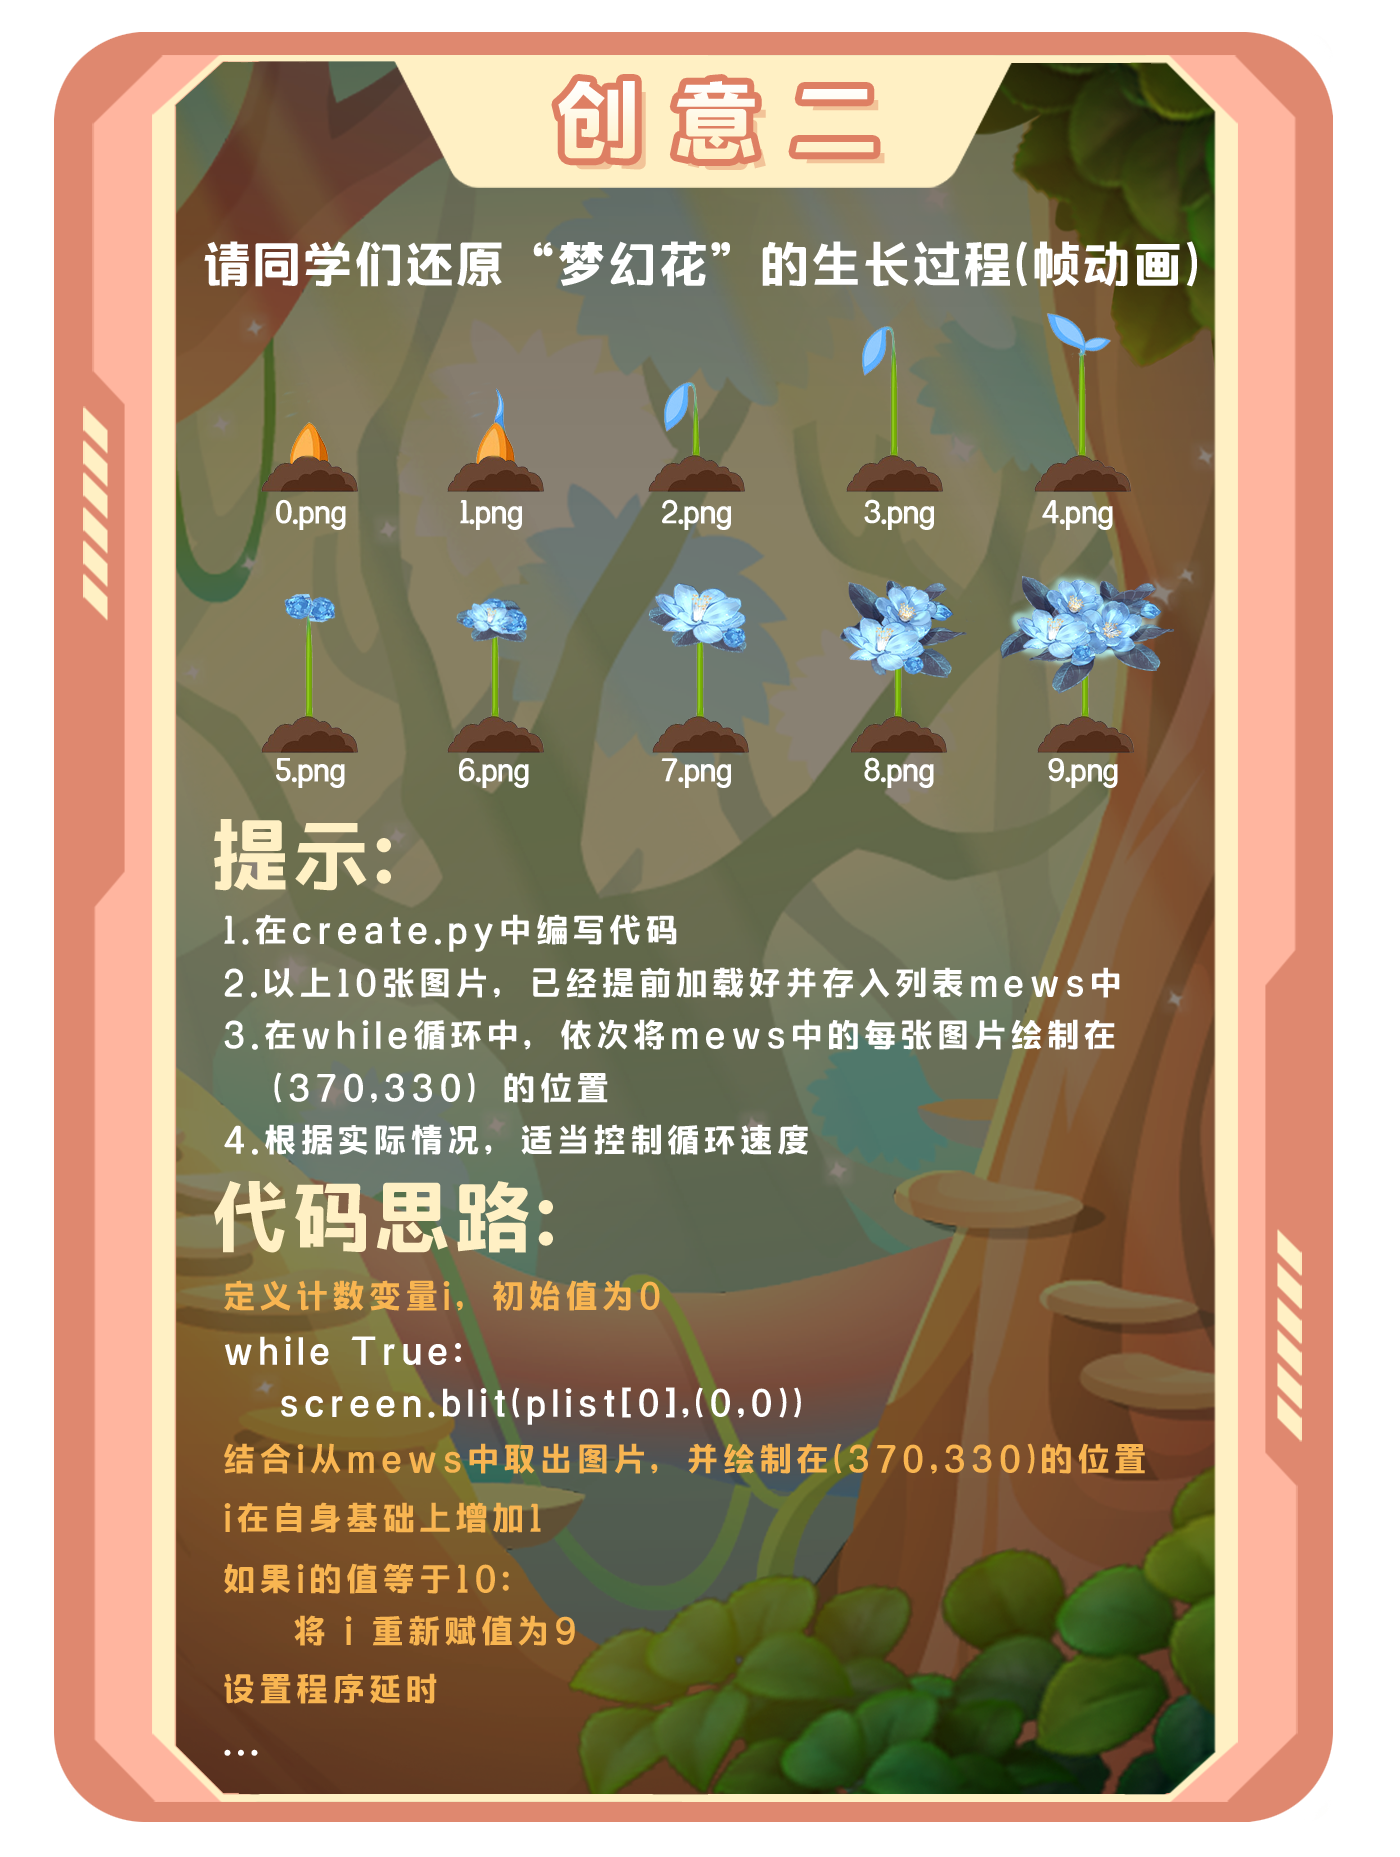 创意二
请同学们还原“梦幻花”的生长过程(帧动画)
0.png 1.png 2.png 3.png 4.png
5.png 6.png 7.png 8.png 9.png
提示:
1.在create.py中编写代码
2.以上10张图片，已经提前加载好并存入列表mews中
3.在while循环中，依次将mews中的每张图片绘制在
(370,330) 的位置
4.根据实际情况，适当控制循环速度
代码思路:
定义计数变量i，初始值为0
while True:
screen.blit(plist[0],(0,0))
结合i从mews中取出图片，并绘制在(370,330)的位置
i在自身基础上增加1
如果i的值等于10:
将 i 重新赋值为9
设置程序延时
...